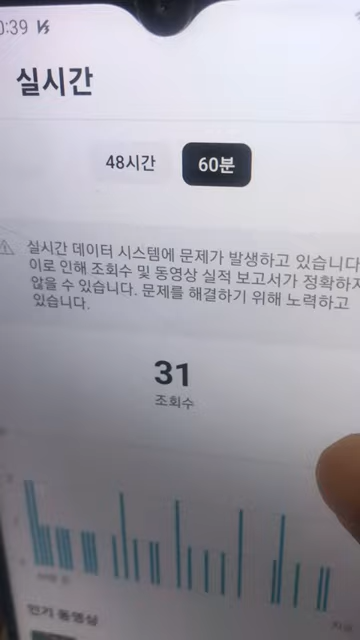 0:39
실시간
48시간
60분
실시간 데이터 시스템에 문제가 발생하고 있습니다
이로 인해 조회수 및 동영상 실적 보고서가 정확하지
않을 수 있습니다. 문제를 해결하기 위해 노력하고
있습니다.
31
조회수
인기 동영상